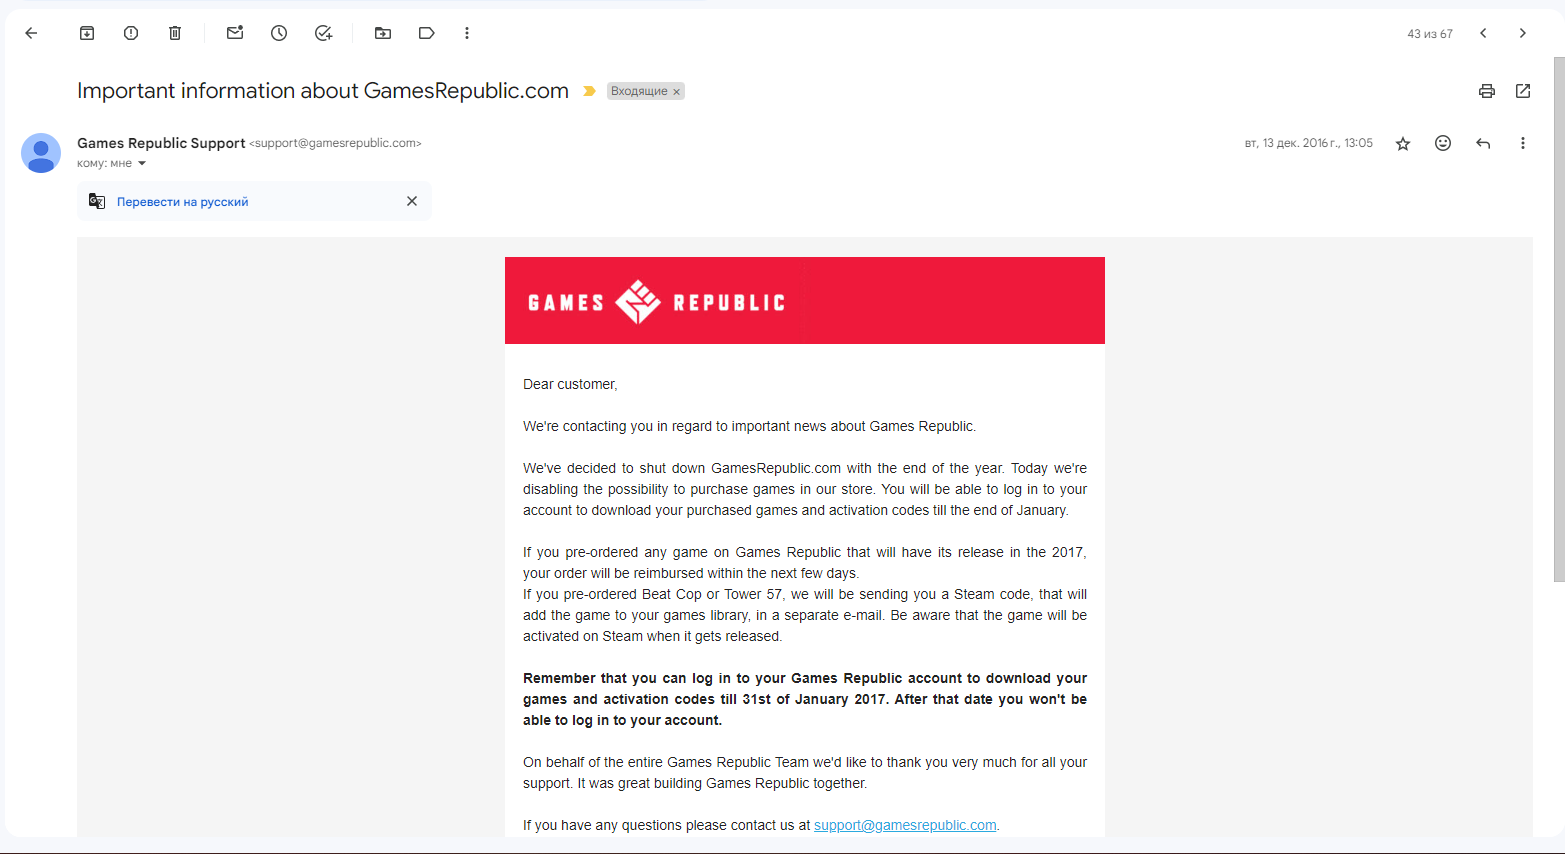 43 из 67
Important information about GamesRepublic.com
Входящие ×
Games Republic Support <support@gamesrepublic.com>
вт, 13 дек. 2016 г., 13:05
кому: мне
Перевести на русский
GAMES REPUBLIC
Dear customer,
We're contacting you in regard to important news about Games Republic.
We've decided to shut down GamesRepublic.com with the end of the year. Today we're
disabling the possibility to purchase games in our store. You will be able to log in to your
account to download your purchased games and activation codes till the end of January.
If you pre-ordered any game on Games Republic that will have its release in the 2017,
your order will be reimbursed within the next few days.
If you pre-ordered Beat Cop or Tower 57, we will be sending you a Steam code, that will
add the game to your games library, in a separate e-mail. Be aware that the game will be
activated on Steam when it gets released.
Remember that you can log in to your Games Republic account to download your
games and activation codes till 31st of January 2017. After that date you won't be
able to log in to your account.
On behalf of the entire Games Republic Team we'd like to thank you very much for all your
support. It was great building Games Republic together.
If you have any questions please contact us at support@gamesrepublic.com.